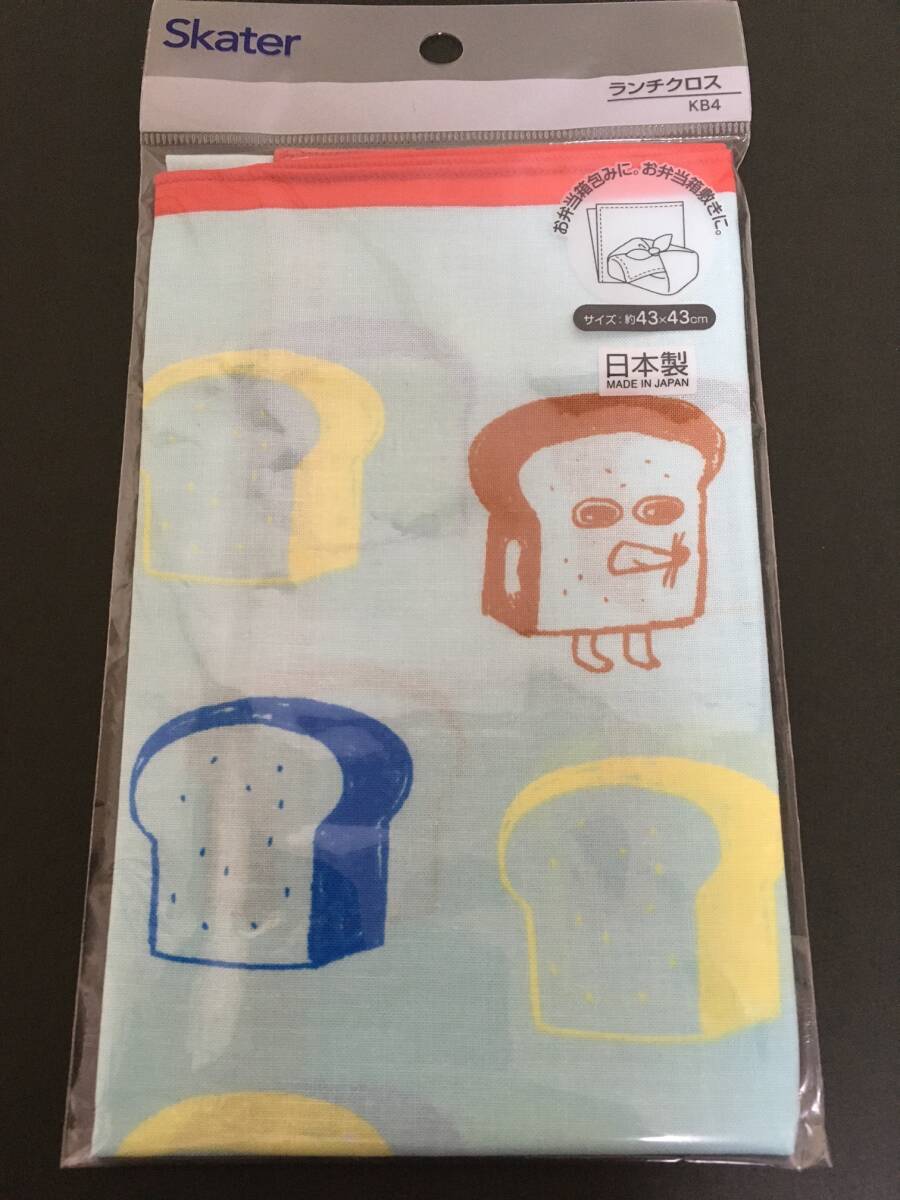 Skater
ランチクロス
KB4
お弁当箱包みに。お弁当箱敷きに。
サイズ:約43×43cm
日本製
MADE IN JAPAN